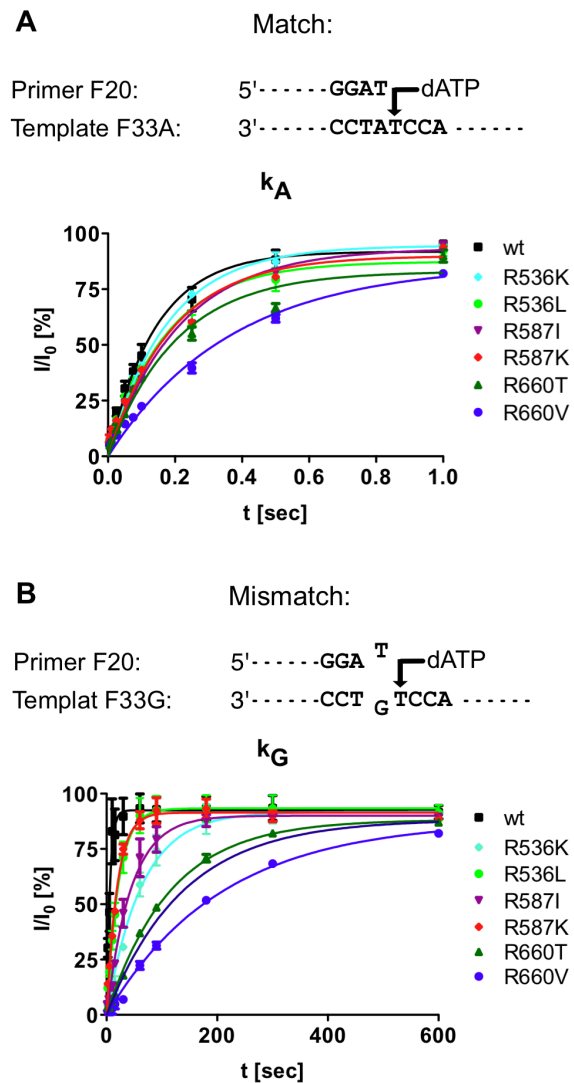 A
Match:
Primer F20: 5'------GGAT dATP
Template F33A: 3'------CCTATCCA ------
kA
100
75
50
25
0
I/I0 [%]
0.0 0.2 0.4 0.6 0.8 1.0
t [sec]
wt
R536K
R536L
R587I
R587K
R660T
R660V
B
Mismatch:
Primer F20: 5'------GGA T dATP
Templat F33G: 3'------CCT G TCCA ------
kG
100
75
50
25
0
I/I0 [%]
0 200 400 600
t [sec]
wt
R536K
R536L
R587I
R587K
R660T
R660V